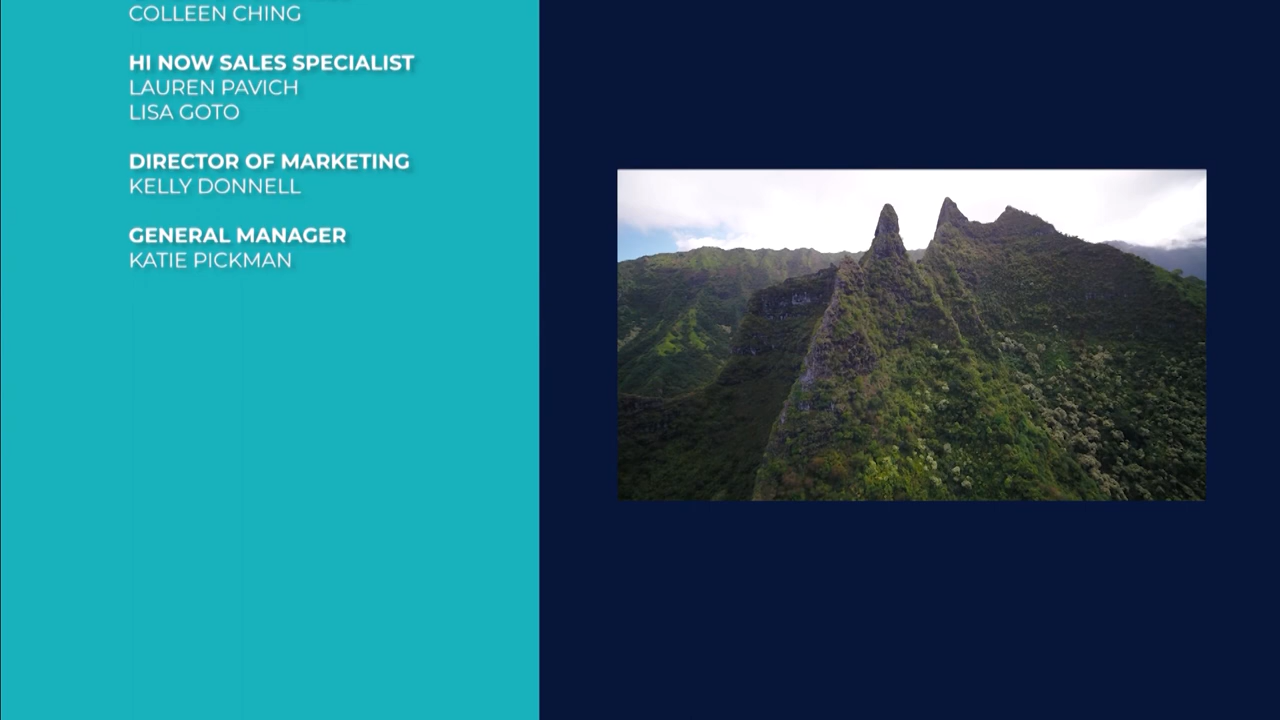 COLLEEN CHING
HI NOW SALES SPECIALIST
LAUREN PAVICH
LISA GOTO
DIRECTOR OF MARKETING
KELLY DONNELL
GENERAL MANAGER
KATIE PICKMAN